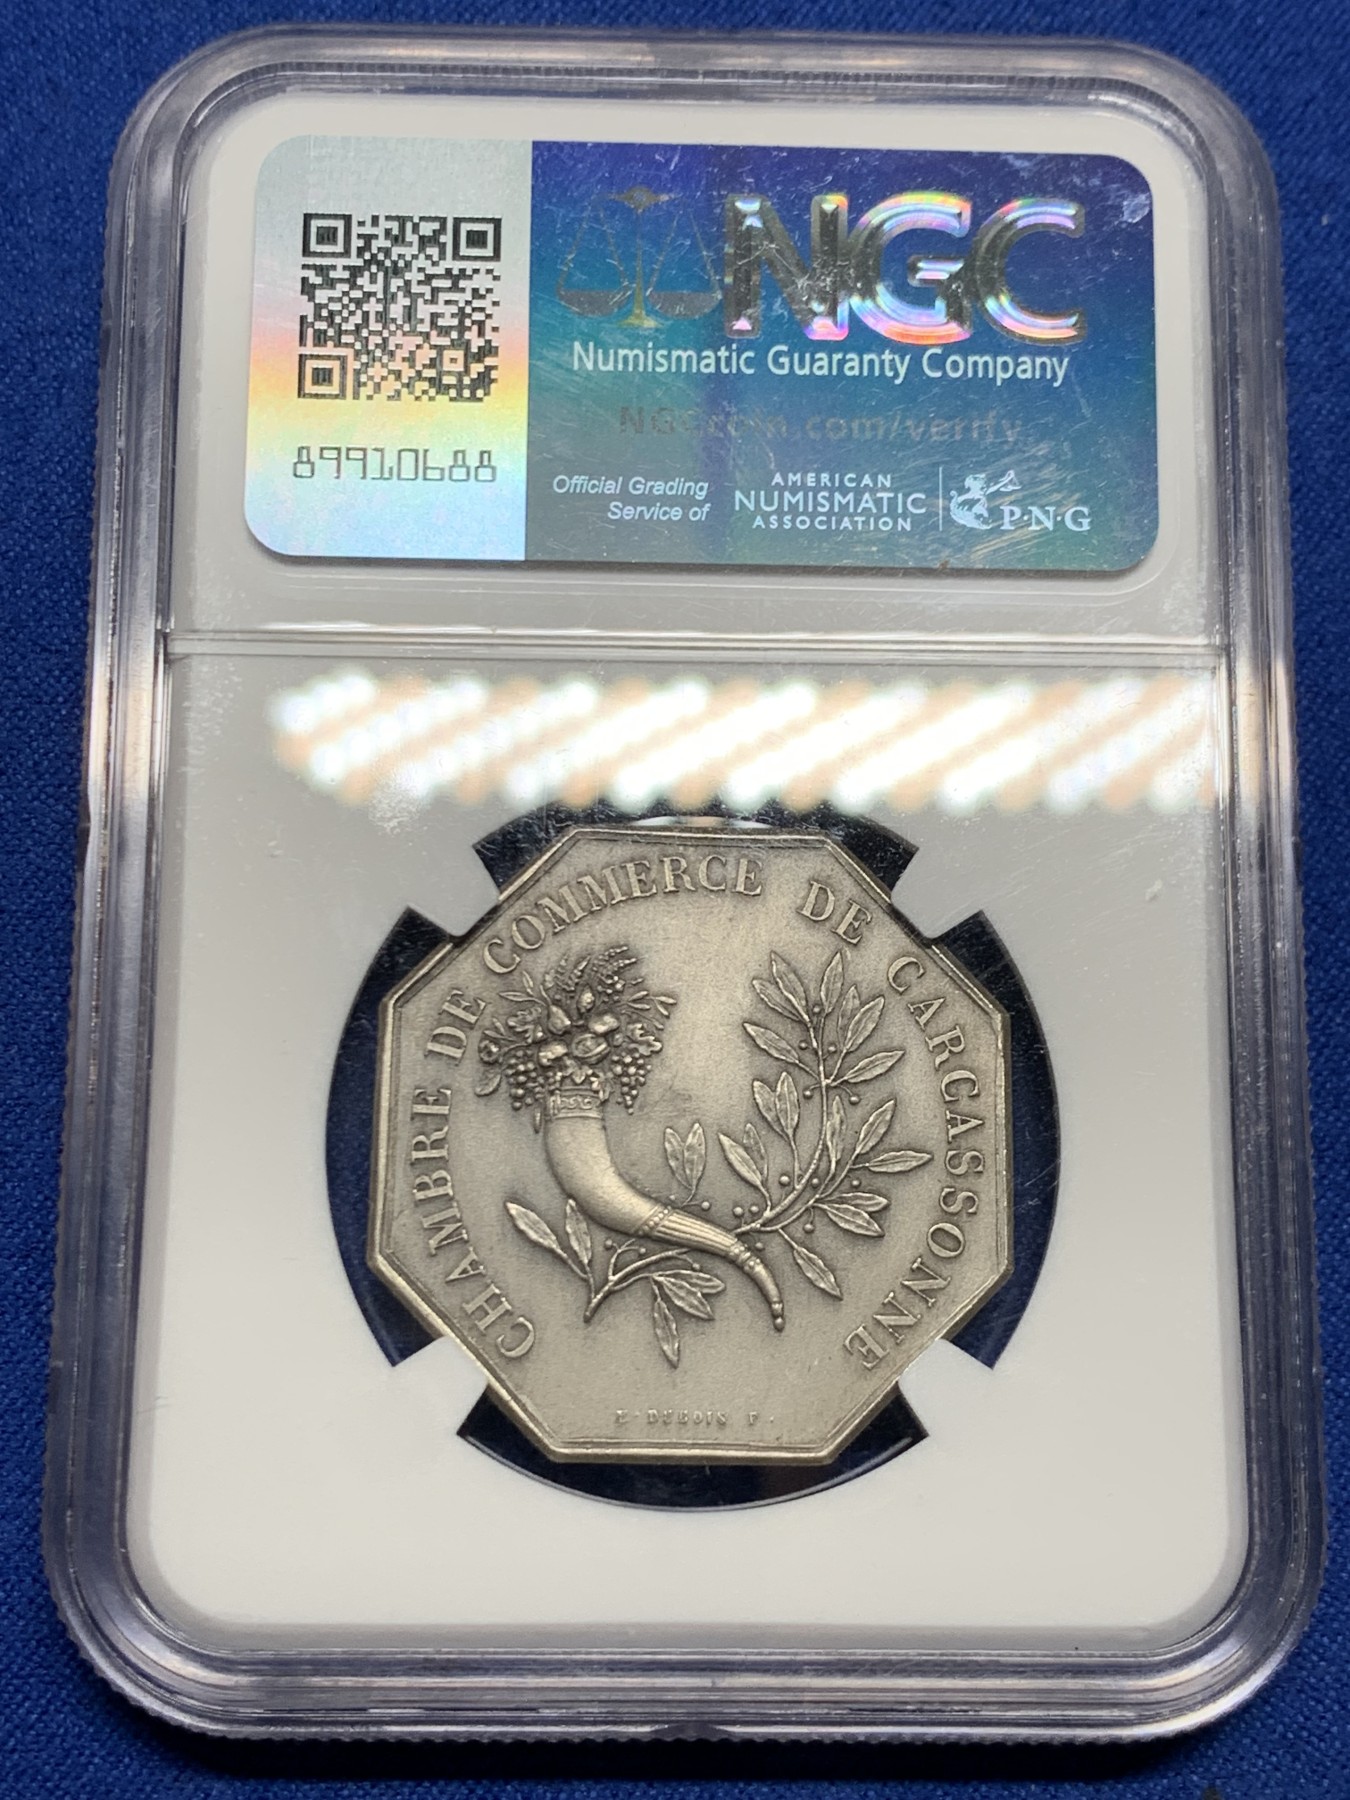 NGC
Numismatic Guaranty Company
NGCcoin.com/verify
89910688
Official Grading
Service of
AMERICAN
NUMISMATIC
ASSOCIATION
P·N·G
CHAMBRE DE COMMERCE DE CARCASSONNE
E· DUBOIS F.